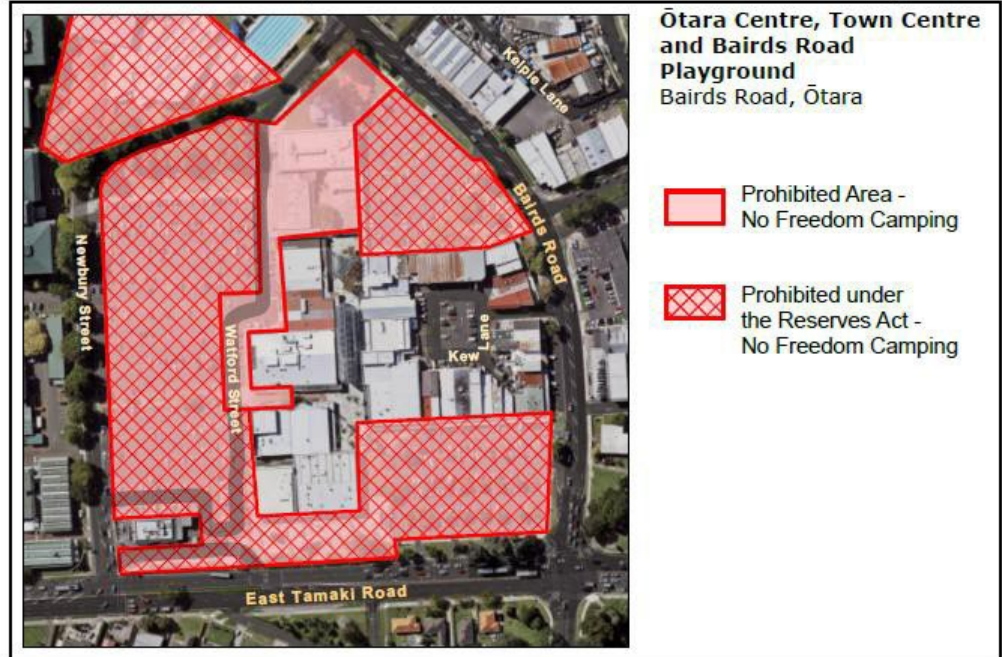 Ōtara Centre, Town Centre
and Bairds Road
Playground
Bairds Road, Ōtara
Prohibited Area -
No Freedom Camping
Prohibited under
the Reserves Act -
No Freedom Camping
Kelpie Lane
Bairds Road
Newbury Street
Watford Street
Kew Lane
East Tamaki Road